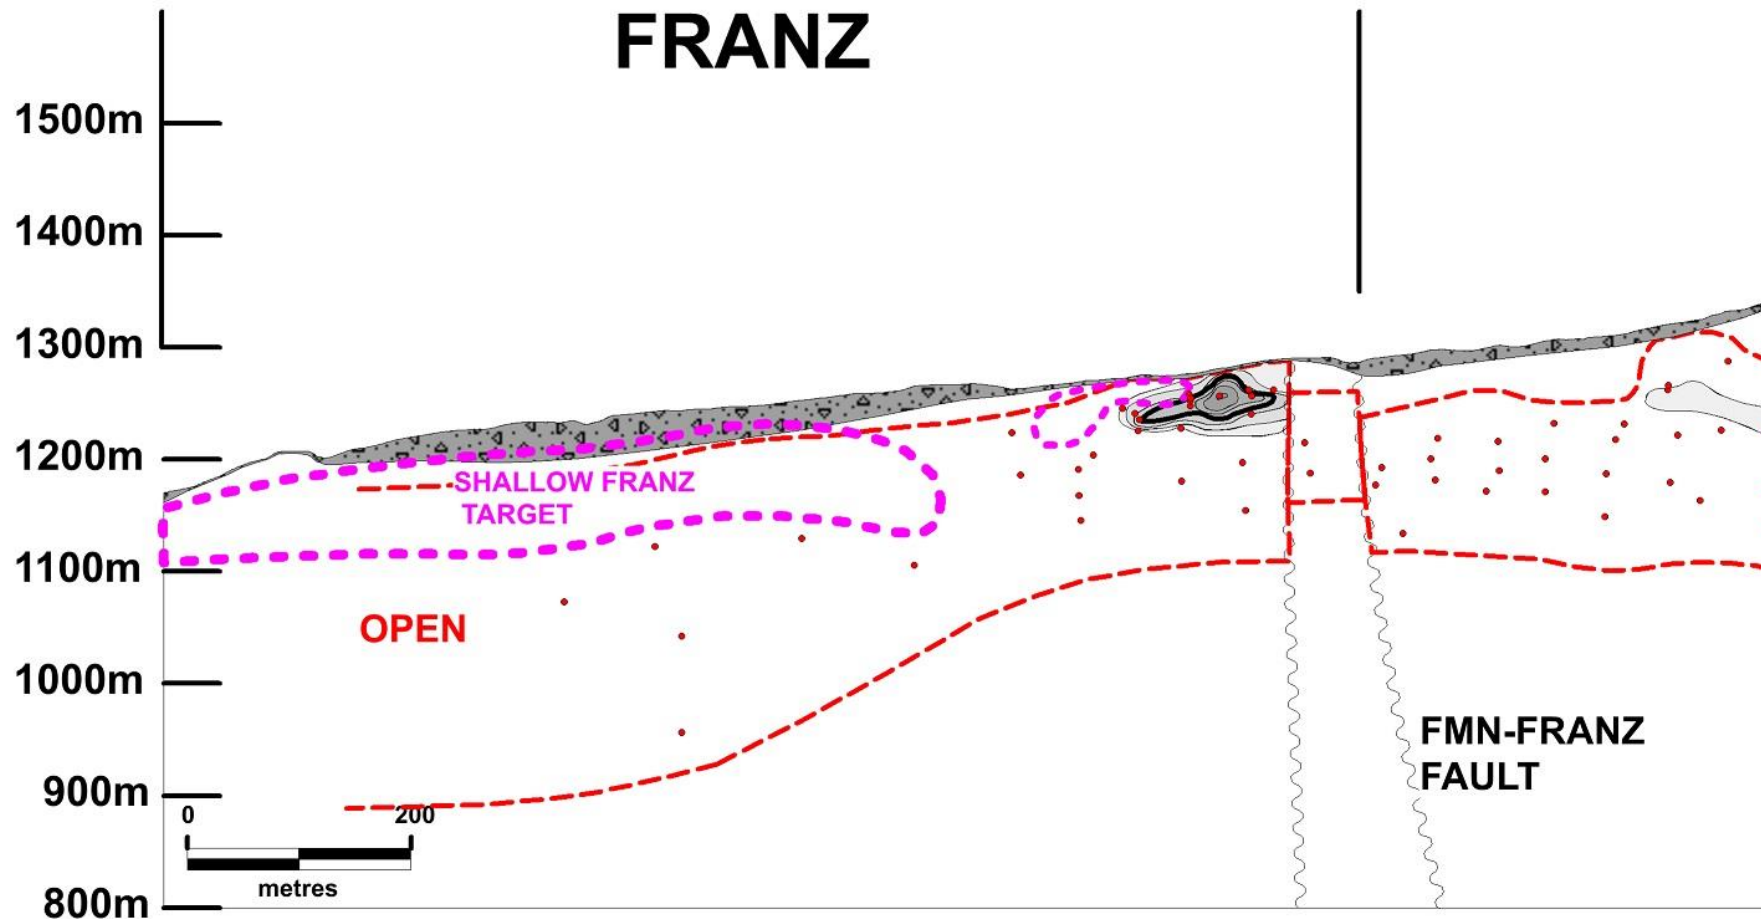 FRANZ
1500m
1400m
1300m
1200m
SHALLOW FRANZ
TARGET
1100m
OPEN
1000m
FMN-FRANZ
FAULT
900m
0 200
metres
800m